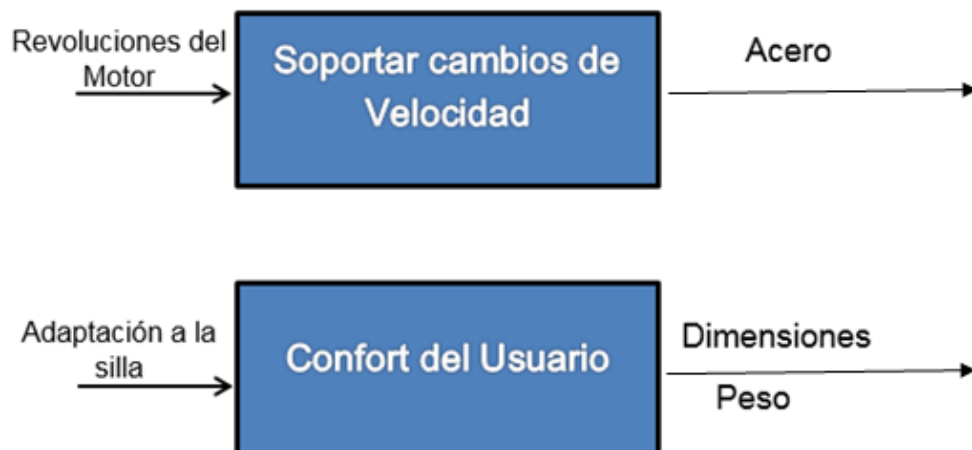 Revoluciones del
Motor
Soportar cambios de
Velocidad
Acero
Adaptación a la
silla
Confort del Usuario
Dimensiones
Peso